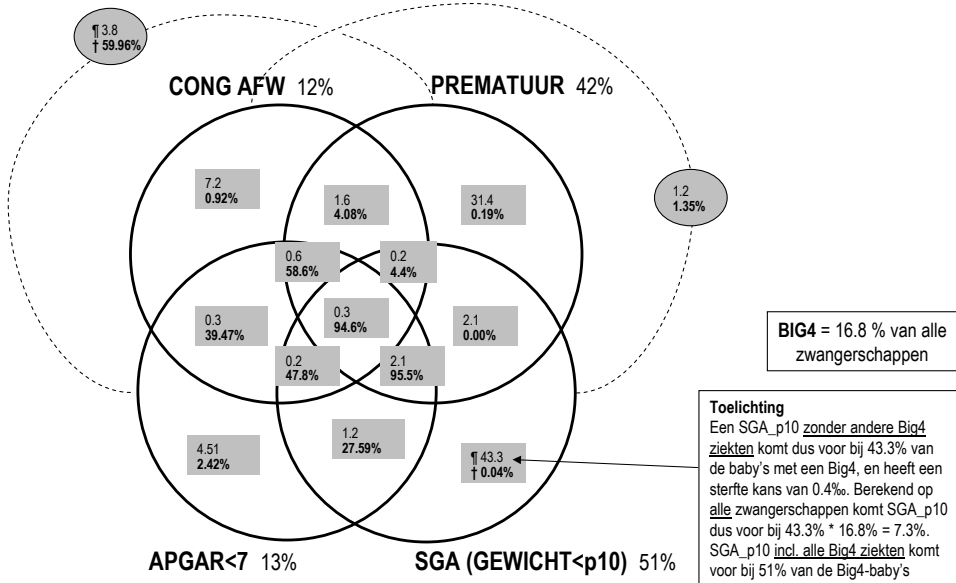 ¶ 3.8
† 59.96%
CONG AFW 12%
PREMATUUR 42%
7.2
0.92%
1.6
4.08%
31.4
0.19%
1.2
1.35%
0.6
58.6%
0.2
4.4%
0.3
39.47%
0.3
94.6%
2.1
0.00%
BIG4 = 16.8 % van alle
zwangerschappen
0.2
47.8%
2.1
95.5%
Toelichting
Een SGA_p10 zonder andere Big4
ziekten komt dus voor bij 43.3% van
de baby's met een Big4, en heeft een
sterfte kans van 0.4‰. Berekend op
alle zwangerschappen komt SGA_p10
dus voor bij 43.3% * 16.8% = 7.3%.
SGA_p10 incl. alle Big4 ziekten komt
voor bij 51% van de Big4-baby's
4.51
2.42%
1.2
27.59%
¶ 43.3
† 0.04%
APGAR<7 13%
SGA (GEWICHT<p10) 51%